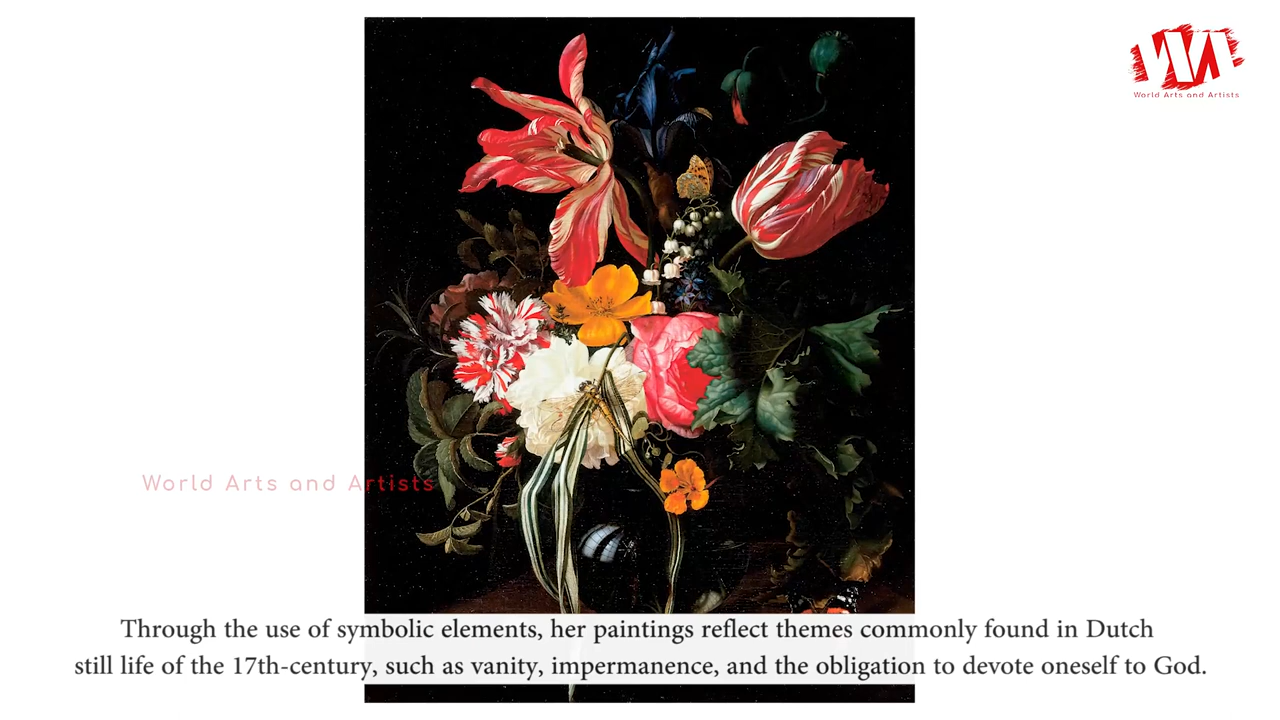 World Arts and Artists
World Arts and Artists
Through the use of symbolic elements, her paintings reflect themes commonly found in Dutch
still life of the 17th-century, such as vanity, impermanence, and the obligation to devote oneself to God.